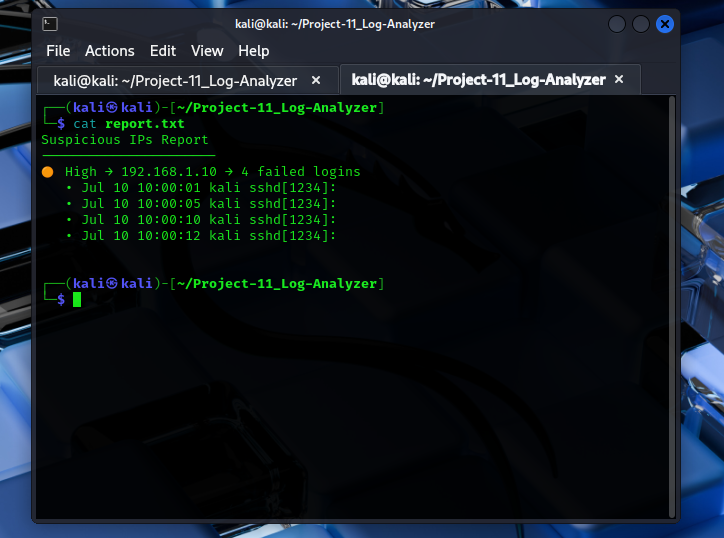 kali@kali: ~/Project-11_Log-Analyzer
File Actions Edit View Help
kali@kali: ~/Project-11_Log-Analyzer × kali@kali: ~/Project-11_Log-Analyzer ×
┌──(kali㉿kali)-[~/Project-11_Log-Analyzer]
└─$ cat report.txt
Suspicious IPs Report
──────────────────────
🟠 High → 192.168.1.10 → 4 failed logins
• Jul 10 10:00:01 kali sshd[1234]:
• Jul 10 10:00:05 kali sshd[1234]:
• Jul 10 10:00:10 kali sshd[1234]:
• Jul 10 10:00:12 kali sshd[1234]:
┌──(kali㉿kali)-[~/Project-11_Log-Analyzer]
└─$